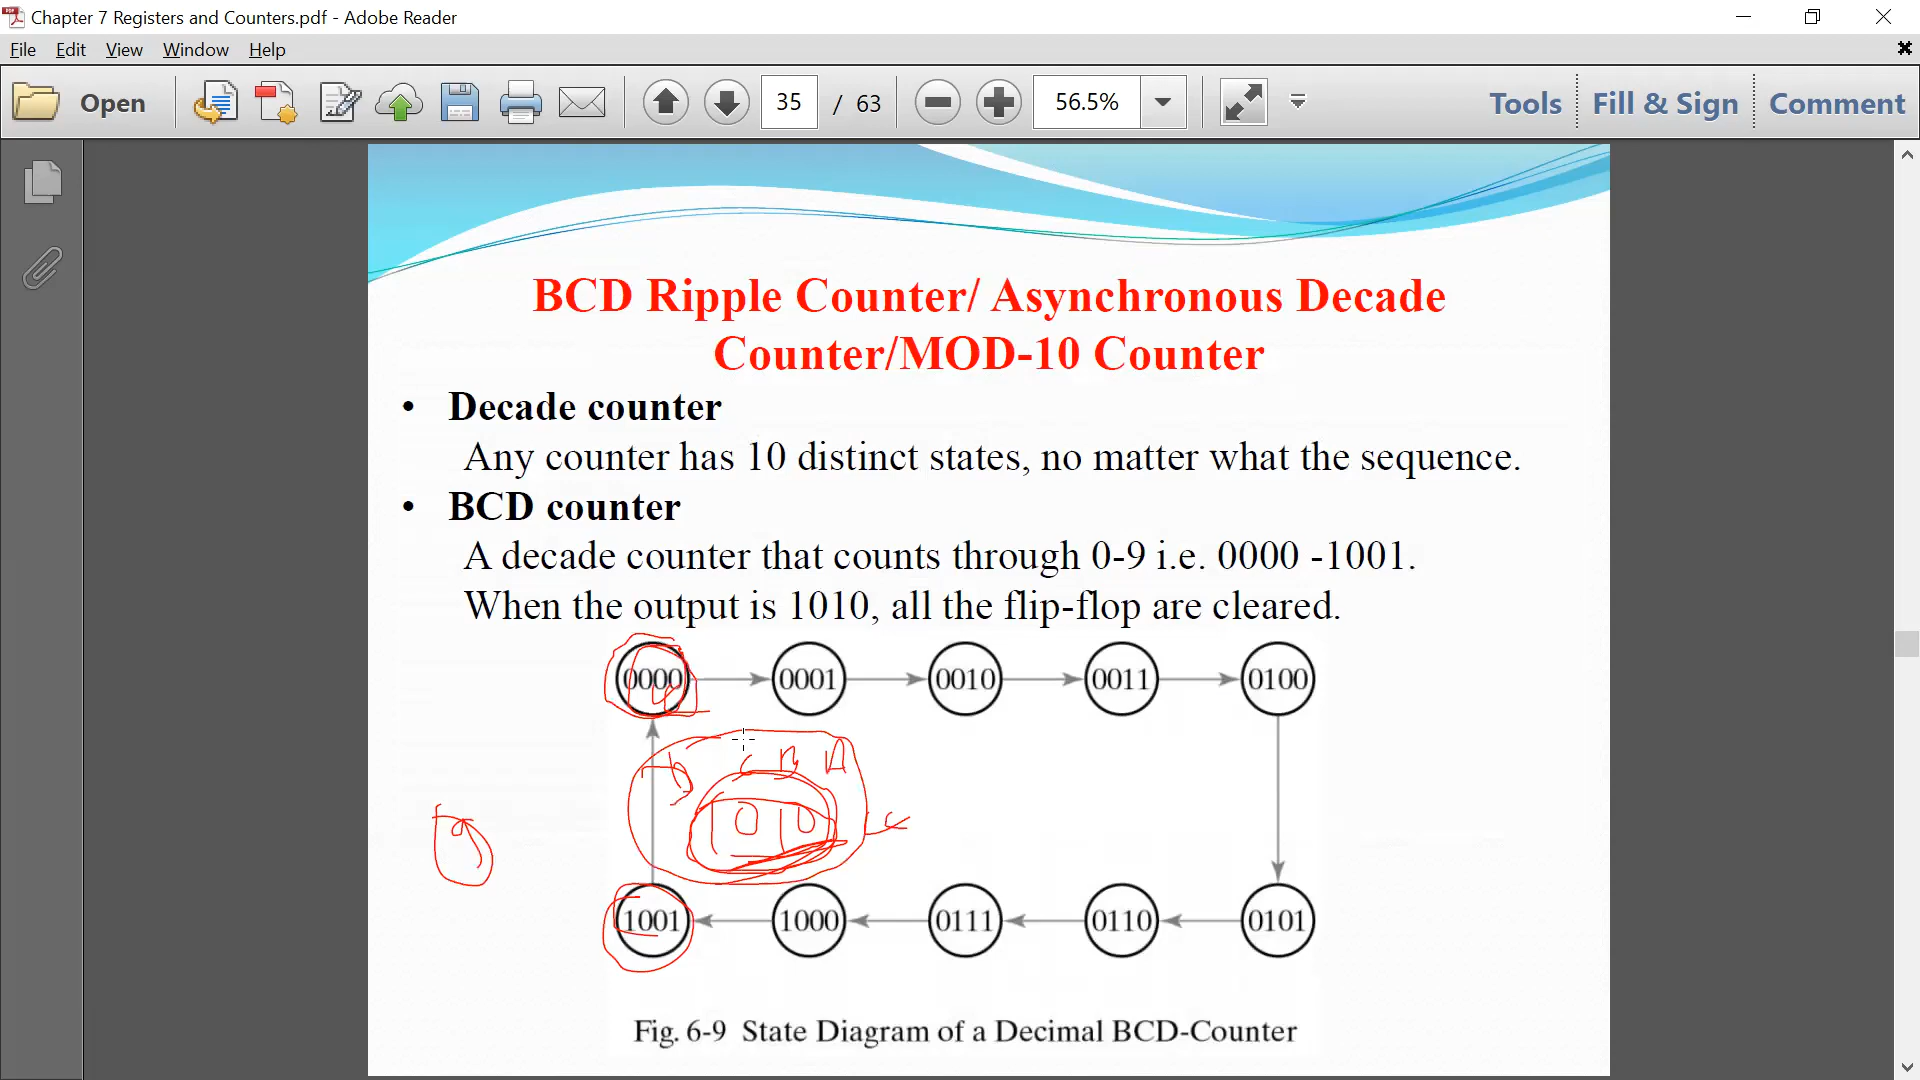 Chapter 7 Registers and Counters.pdf - Adobe Reader
File Edit View Window Help
Open 35 / 63 56.5% Tools Fill & Sign Comment
BCD Ripple Counter/ Asynchronous Decade
Counter/MOD-10 Counter
• Decade counter
Any counter has 10 distinct states, no matter what the sequence.
• BCD counter
A decade counter that counts through 0-9 i.e. 0000 -1001.
When the output is 1010, all the flip-flop are cleared.
0000 0001 0010 0011 0100
D C B A
1010
1001 1000 0111 0110 0101
Fig. 6-9 State Diagram of a Decimal BCD-Counter